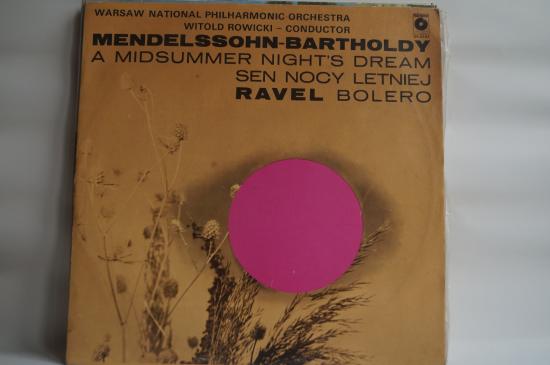 WARSAW NATIONAL PHILHARMONIC ORCHESTRA
WITOLD ROWICKI – CONDUCTOR
MENDELSSOHN-BARTHOLDY
A MIDSUMMER NIGHT'S DREAM
SEN NOCY LETNIEJ
RAVEL BOLERO